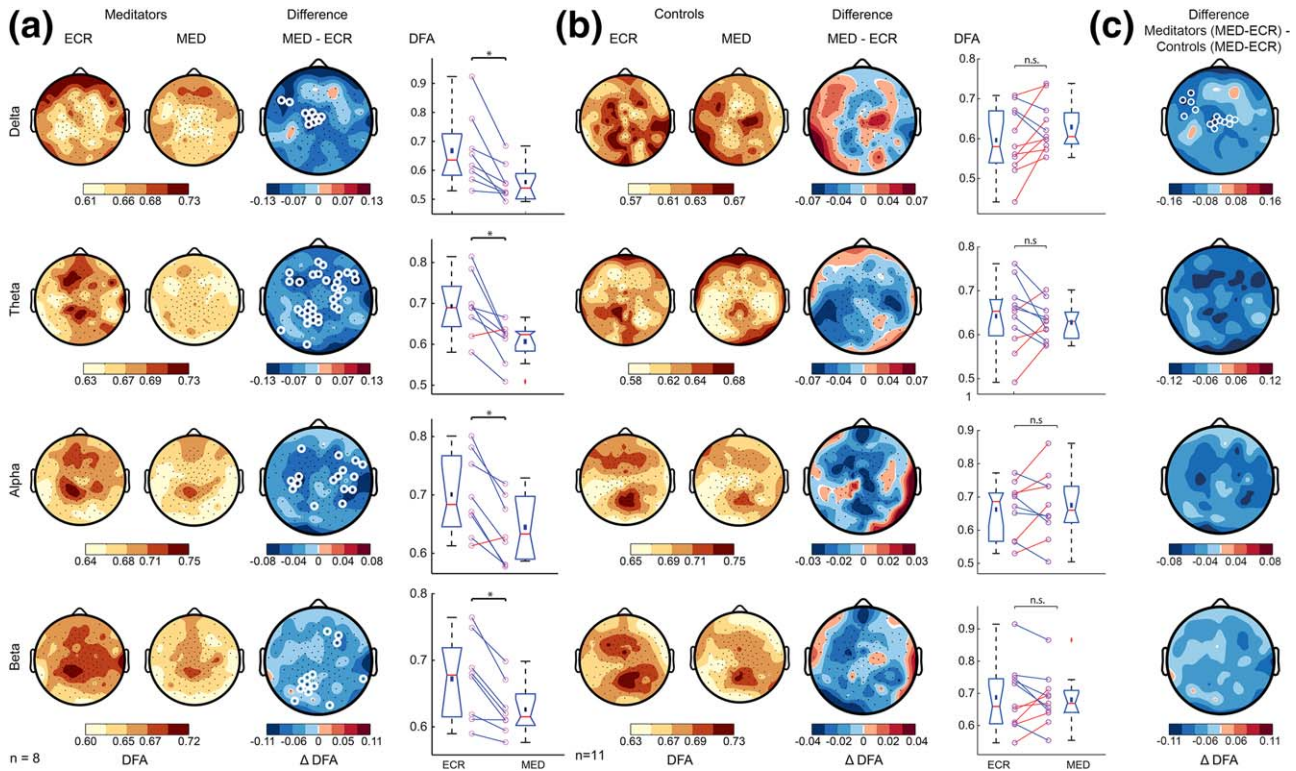 (a)
Meditators
ECR
MED
Difference
MED - ECR
DFA
(b)
Controls
ECR
MED
Difference
MED - ECR
DFA
(c)
Difference
Meditators (MED-ECR) -
Controls (MED-ECR)
Delta
0.61 0.66 0.68 0.73
-0.13 -0.07 0 0.07 0.13
0.9
0.8
0.7
0.6
0.5
*
0.57 0.61 0.63 0.67
-0.07 -0.04 0 0.04 0.07
0.8
0.7
0.6
0.5
n.s.
-0.16 -0.08 0 0.08 0.16
Theta
0.63 0.67 0.69 0.73
-0.13 -0.07 0 0.07 0.13
0.8
0.7
0.6
0.5
*
0.58 0.62 0.64 0.68
-0.07 -0.04 0 0.04 0.07
0.8
0.7
0.6
0.5
1
n.s
-0.12 -0.06 0 0.06 0.12
Alpha
0.64 0.68 0.71 0.75
-0.08 -0.04 0 0.04 0.08
0.8
0.7
0.6
*
0.65 0.69 0.71 0.75
-0.03 -0.02 0 0.02 0.03
0.9
0.8
0.7
0.6
0.5
n.s
-0.08 -0.04 0 0.04 0.08
Beta
0.60 0.65 0.67 0.72
-0.11 -0.06 0 0.06 0.11
0.8
0.7
0.6
*
0.63 0.67 0.69 0.73
-0.04 -0.02 0 0.02 0.04
0.9
0.8
0.7
0.6
n.s.
-0.11 -0.06 0 0.06 0.11
n = 8
DFA
Δ DFA
ECR
MED
n=11
DFA
Δ DFA
ECR
MED
Δ DFA